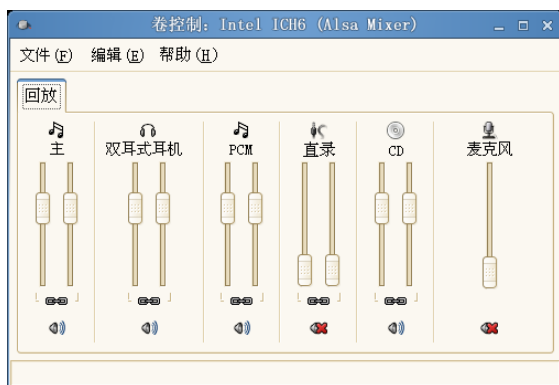 卷控制: Intel ICH6 (Alsa Mixer)
文件(F) 编辑(E) 帮助(H)
回放
主 双耳式耳机 PCM 直录 CD 麦克风